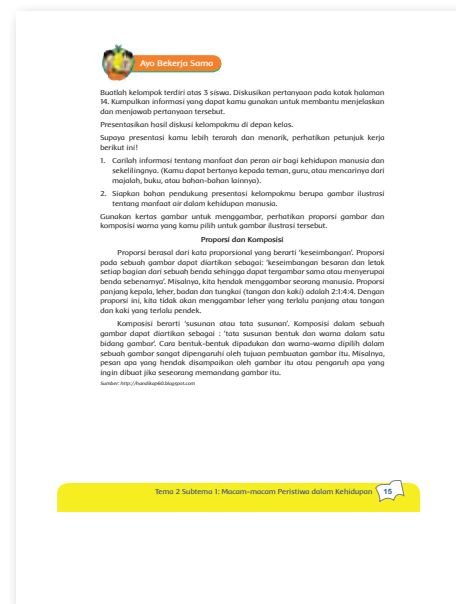 Ayo Bekerja Sama
Buatlah kelompok terdiri atas 3 siswa. Diskusikan pertanyaan pada kotak halaman
14. Kumpulkan informasi yang dapat kamu gunakan untuk membantu menjelaskan
dan menjawab pertanyaan tersebut.
Presentasikan hasil diskusi kelompokmu di depan kelas.
Supaya presentasi kamu lebih terarah dan menarik, perhatikan petunjuk kerja
berikut ini!
1. Carilah informasi tentang manfaat dan peran air bagi kehidupan manusia dan
sekelilingnya. (Kamu dapat bertanya kepada teman, guru, atau mencarinya dari
majalah, buku, atau bahan-bahan lainnya).
2. Siapkan bahan pendukung presentasi kelompokmu berupa gambar ilustrasi
tentang manfaat air dalam kehidupan manusia.
Gunakan kertas gambar untuk menggambar, perhatikan proporsi gambar dan
komposisi warna yang kamu pilih untuk gambar ilustrasi tersebut.
Proporsi dan Komposisi
Proporsi berasal dari kata proporsional yang berarti 'keseimbangan'. Proporsi
pada sebuah gambar dapat diartikan sebagai: 'keseimbangan besaran dan letak
setiap bagian dari sebuah benda sehingga dapat tergambar sama atau menyerupai
benda sebenarnya'. Misalnya, kita hendak menggambar seorang manusia. Proporsi
panjang kepala, leher, badan dan tungkai (tangan dan kaki) adalah 2:1:4:4. Dengan
proporsi ini, kita tidak akan menggambar leher yang terlalu panjang atau tangan
dan kaki yang terlalu pendek.
Komposisi berarti 'susunan atau tata susunan'. Komposisi dalam sebuah
gambar dapat diartikan sebagai : 'tata susunan bentuk dan warna dalam satu
bidang gambar'. Cara bentuk-bentuk dipadukan dan warna-warna dipilih dalam
sebuah gambar sangat dipengaruhi oleh tujuan pembuatan gambar itu. Misalnya,
pesan apa yang hendak disampaikan oleh gambar itu atau pengaruh apa yang
ingin dibuat jika seseorang memandang gambar itu.
Sumber: http://handikap60.blogspot.com
Tema 2 Subtema 1: Macam-macam Peristiwa dalam Kehidupan
15